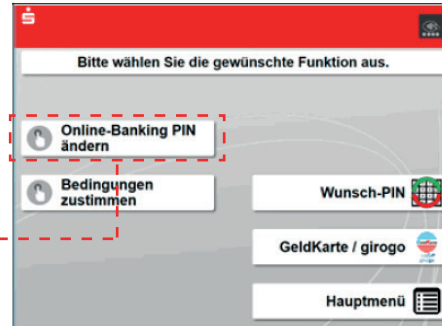 Bitte wählen Sie die gewünschte Funktion aus.
Online-Banking PIN
ändern
Bedingungen
zustimmen
Wunsch-PIN
GeldKarte / girogo
Hauptmenü